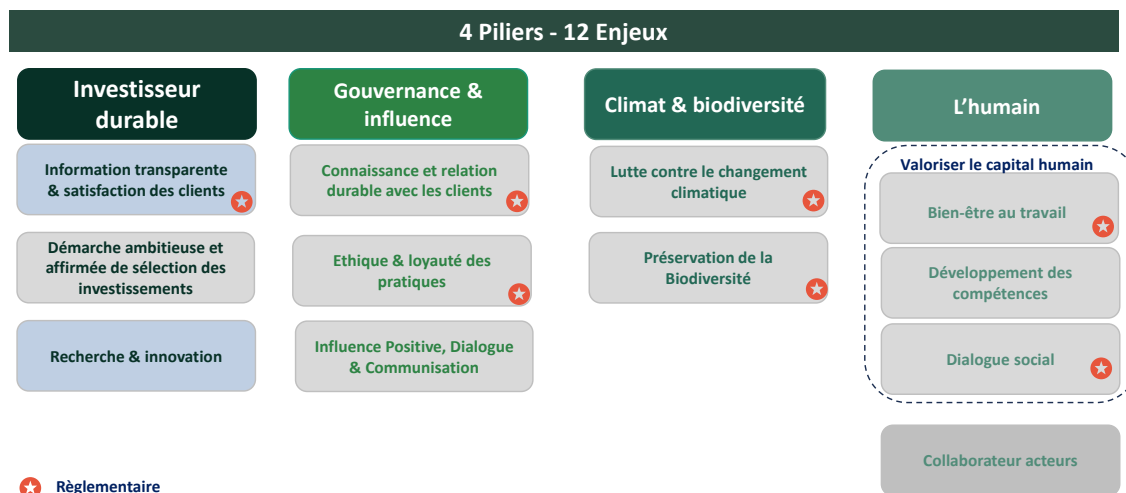 4 Piliers - 12 Enjeux
Investisseur
durable
Information transparente
& satisfaction des clients
Démarche ambitieuse et
affirmée de sélection des
investissements
Recherche & innovation
Gouvernance &
influence
Connaissance et relation
durable avec les clients
Ethique & loyauté des
pratiques
Influence Positive, Dialogue
& Communisation
Climat & biodiversité
Lutte contre le changement
climatique
Préservation de la
Biodiversité
L'humain
Valoriser le capital humain
Bien-être au travail
Développement des
compétences
Dialogue social
Collaborateur acteurs
Règlementaire